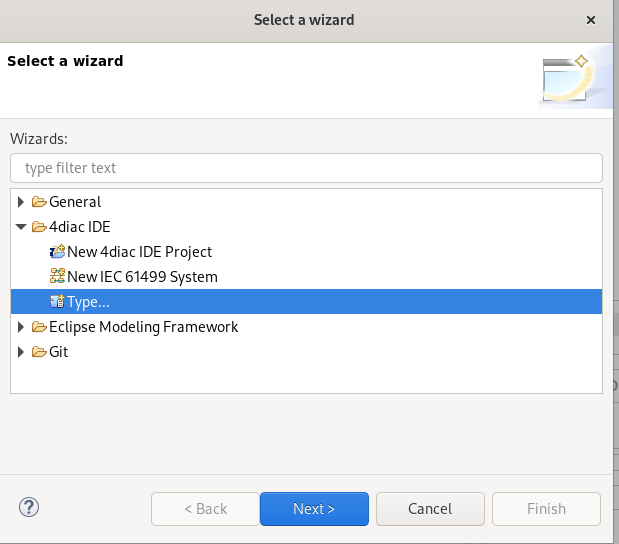 Select a wizard
Select a wizard
Wizards:
type filter text
General
4diac IDE
New 4diac IDE Project
New IEC 61499 System
Type...
Eclipse Modeling Framework
Git
< Back Next > Cancel Finish